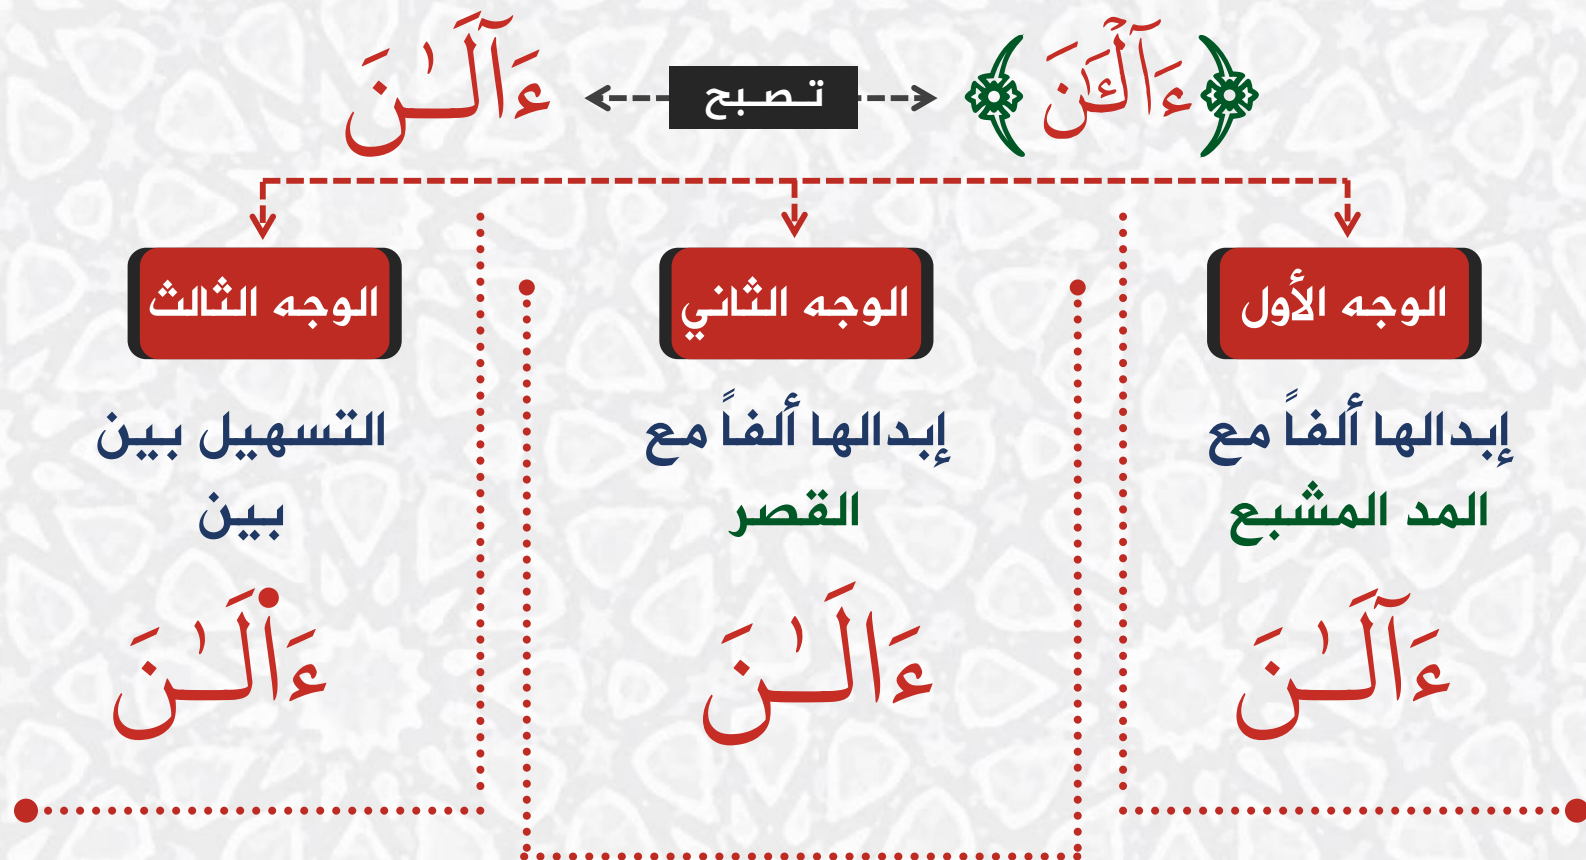 ﴿ءَآلْـَٰٔنَ﴾ تصبح ءَآلَـٰنَ
الوجه الأول
إبدالها ألفاً مع
المد المشبع
ءَآلَـٰنَ
الوجه الثاني
إبدالها ألفاً مع
القصر
ءَالَـٰنَ
الوجه الثالث
التسهيل بين
بين
ءَا۬لَـٰنَ